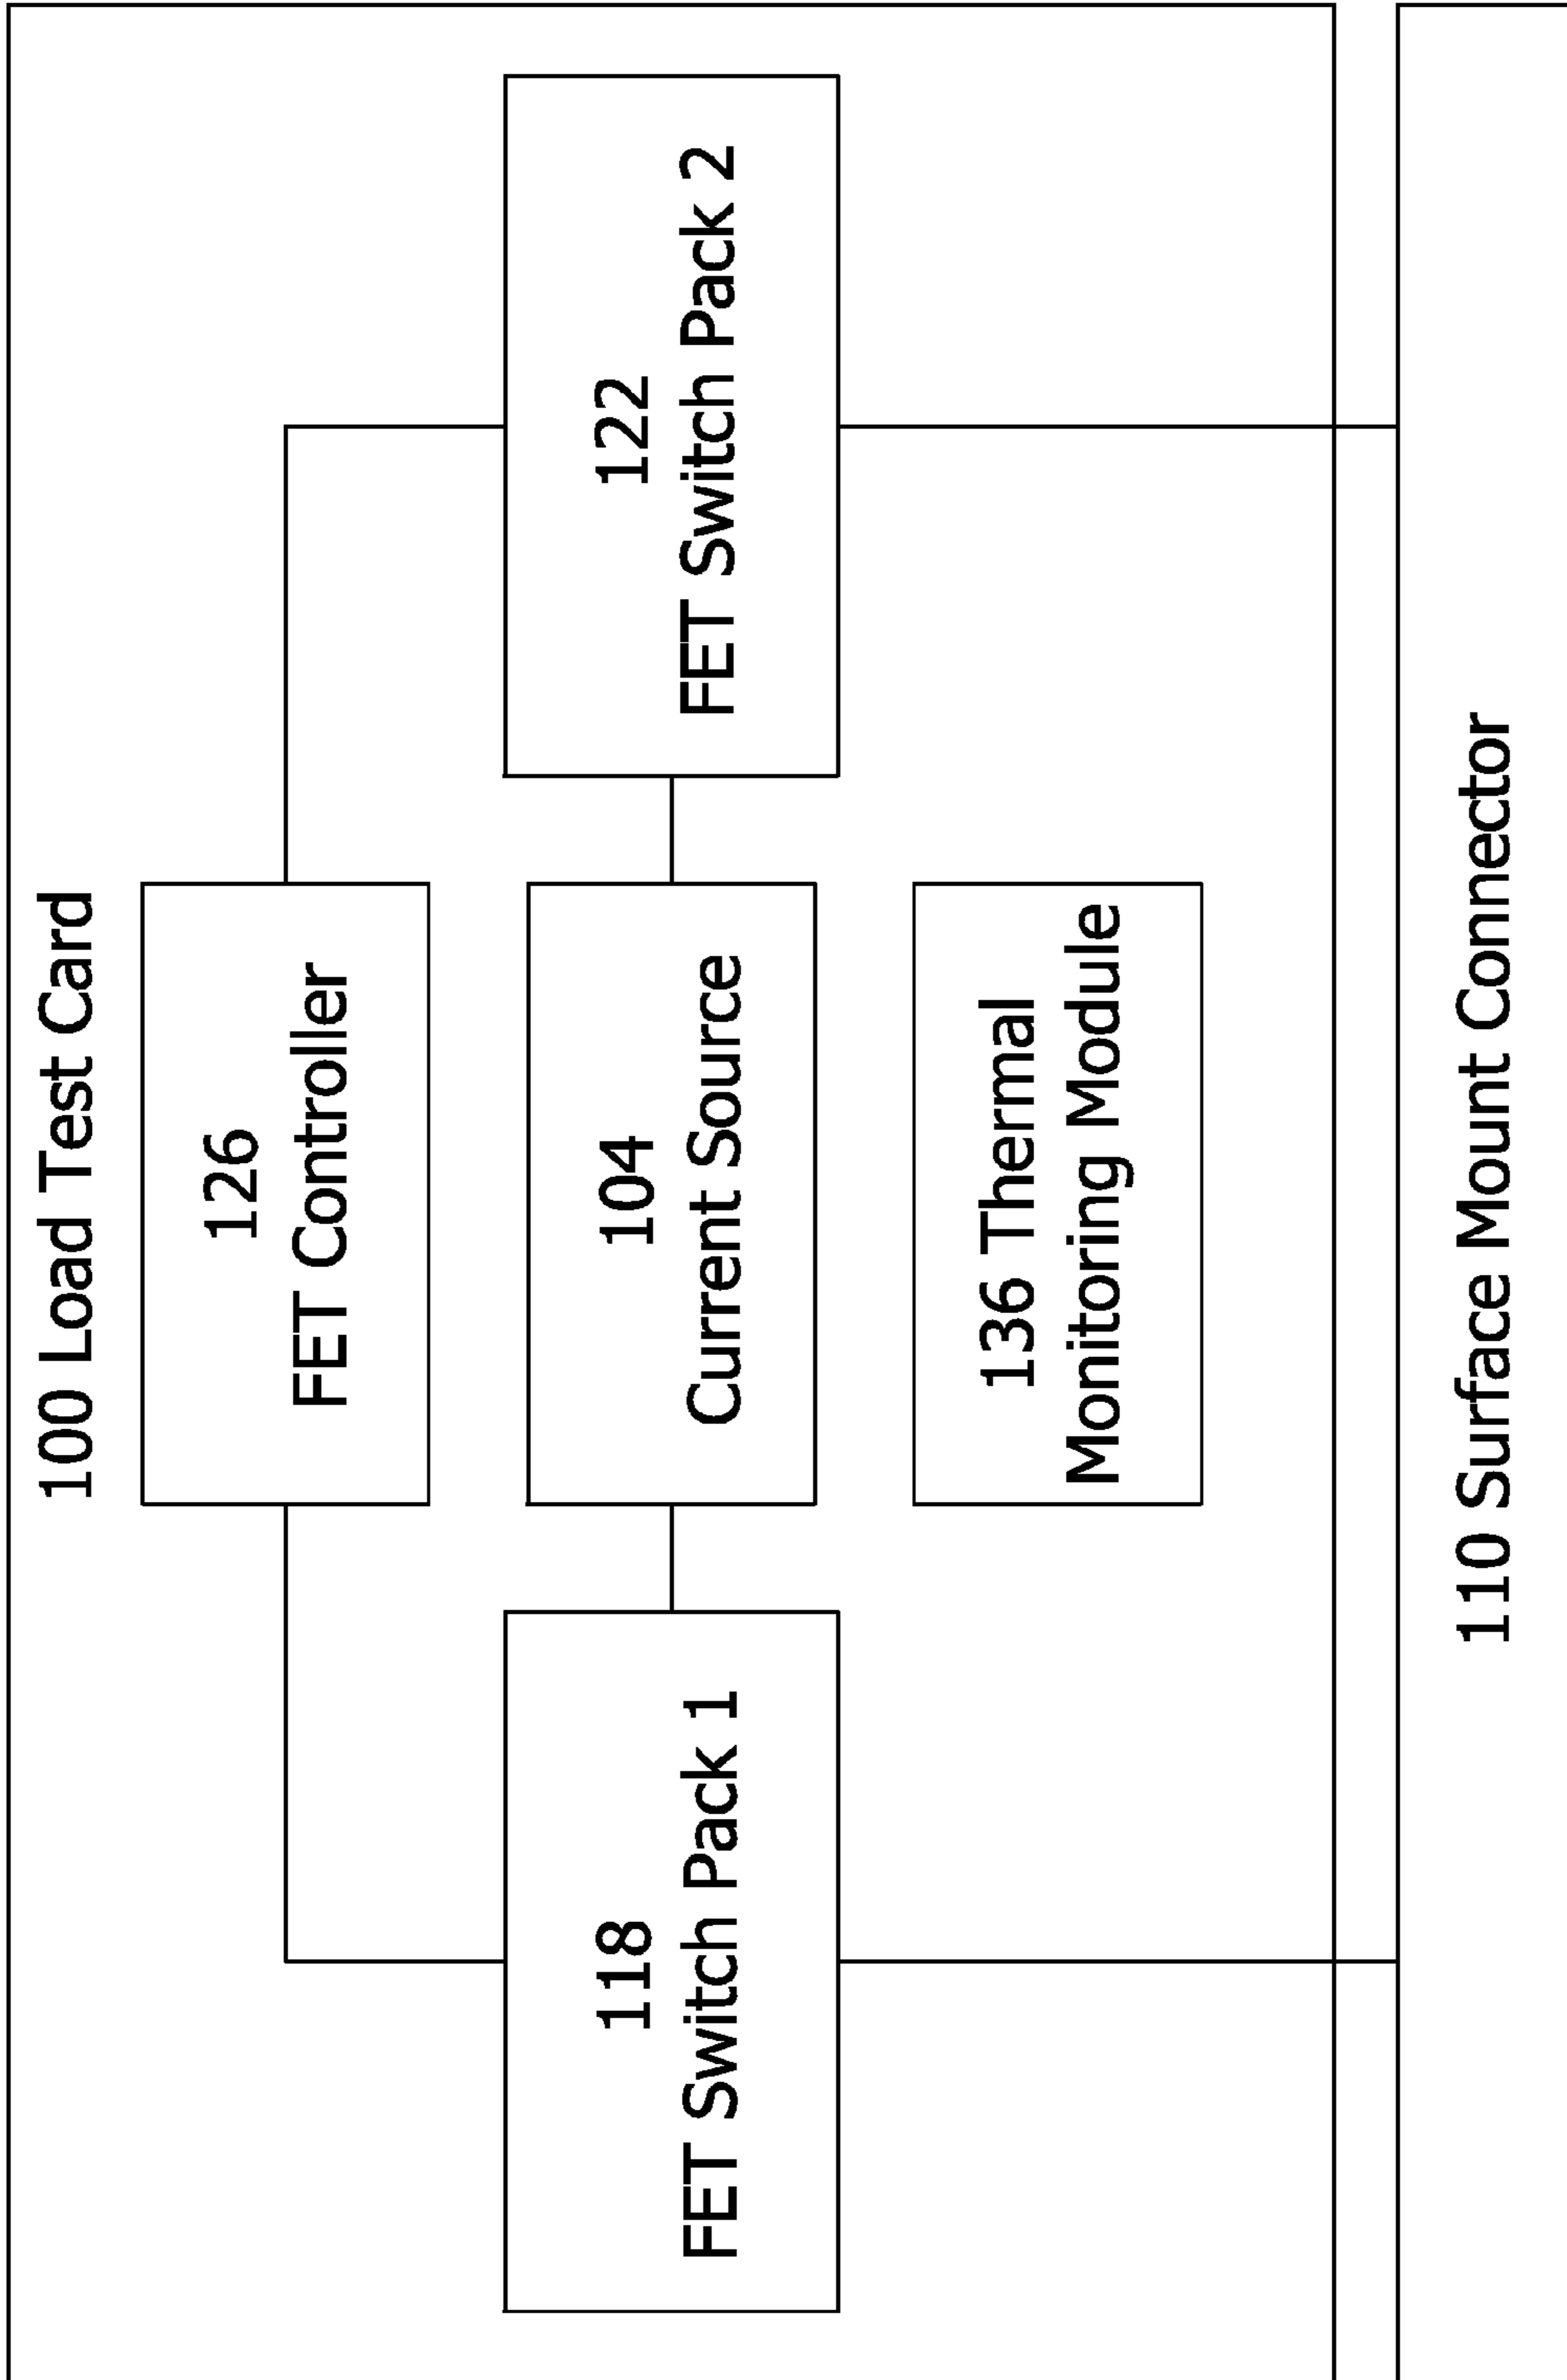 100 Load Test Card
126
FET Controller
118
FET Switch Pack 1
104
Current Source
122
FET Switch Pack 2
136 Thermal
Monitoring Module
110 Surface Mount Connector